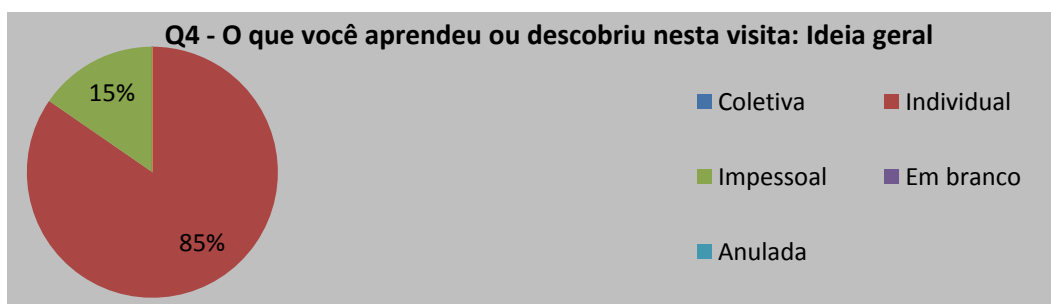 Q4 - O que você aprendeu ou descobriu nesta visita: Ideia geral
15%
85%
Coletiva
Individual
Impessoal
Em branco
Anulada